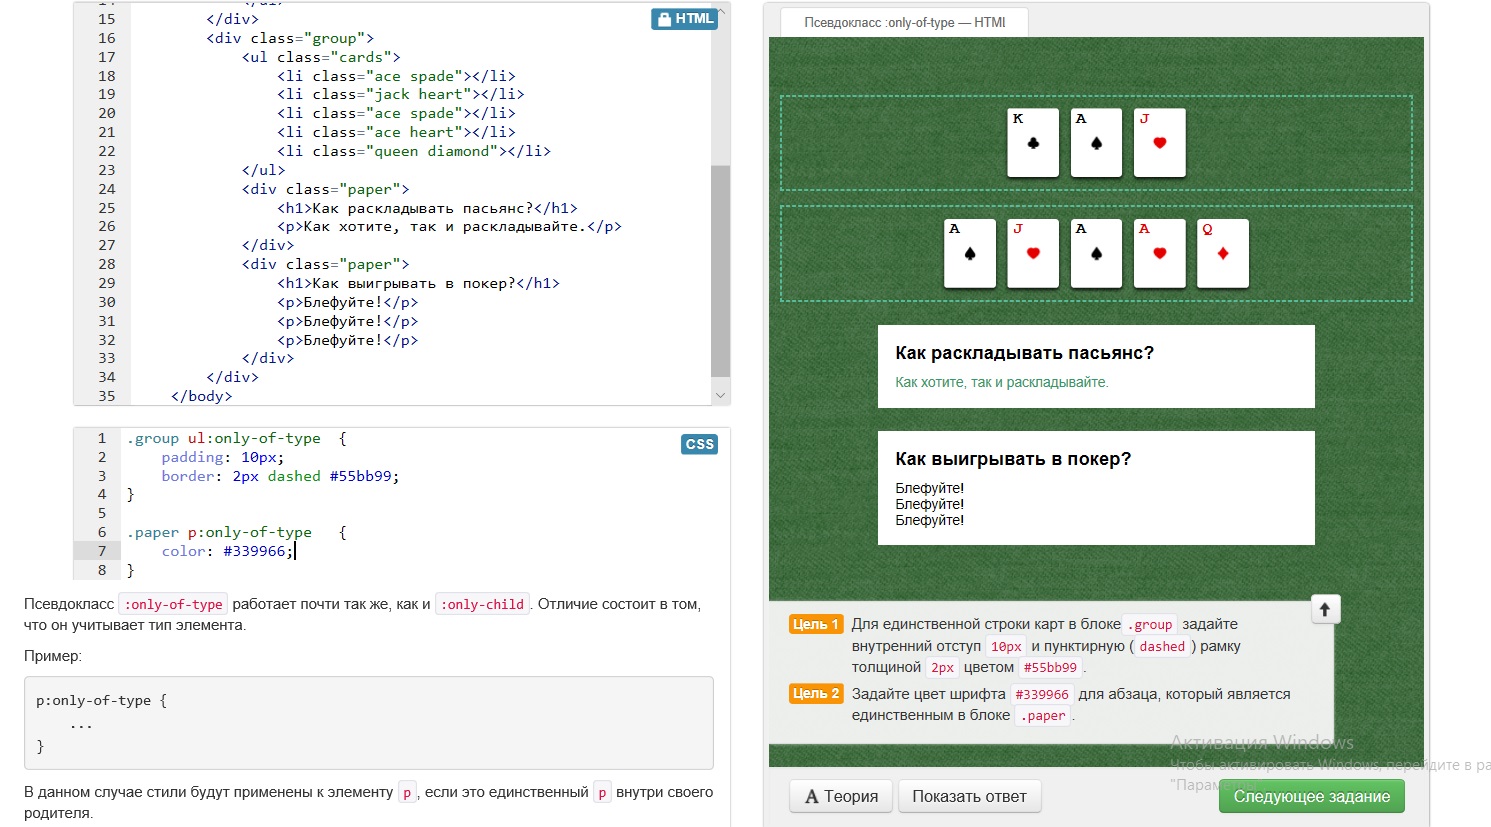 15 </div>
16 <div class="group">
17 <ul class="cards">
18 <li class="ace spade"></li>
19 <li class="jack heart"></li>
20 <li class="ace spade"></li>
21 <li class="ace heart"></li>
22 <li class="queen diamond"></li>
23 </ul>
24 <div class="paper">
25 <h1>Как раскладывать пасьянс?</h1>
26 <p>Как хотите, так и раскладывайте.</p>
27 </div>
28 <div class="paper">
29 <h1>Как выигрывать в покер?</h1>
30 <p>Блефуйте!</p>
31 <p>Блефуйте!</p>
32 <p>Блефуйте!</p>
33 </div>
34 </div>
35 </body>
HTML
1 .group ul:only-of-type {
2 padding: 10px;
3 border: 2px dashed #55bb99;
4 }
5
6 .paper p:only-of-type {
7 color: #339966;
8 }
CSS
Псевдокласс :only-of-type работает почти так же, как и :only-child. Отличие состоит в том,
что он учитывает тип элемента.
Пример:
p:only-of-type {
...
}
В данном случае стили будут применены к элементу p, если это единственный p внутри своего
родителя.
Псевдокласс :only-of-type — HTMl
K A J
A J A A Q
Как раскладывать пасьянс?
Как хотите, так и раскладывайте.
Как выигрывать в покер?
Блефуйте!
Блефуйте!
Блефуйте!
Цель 1 Для единственной строки карт в блоке .group задайте
внутренний отступ 10px и пунктирную (dashed) рамку
толщиной 2px цветом #55bb99.
Цель 2 Задайте цвет шрифта #339966 для абзаца, который является
единственным в блоке .paper.
Активация Windows
Чтобы активировать Windows, перейдите в
A Теория
Показать ответ
Следующее задание